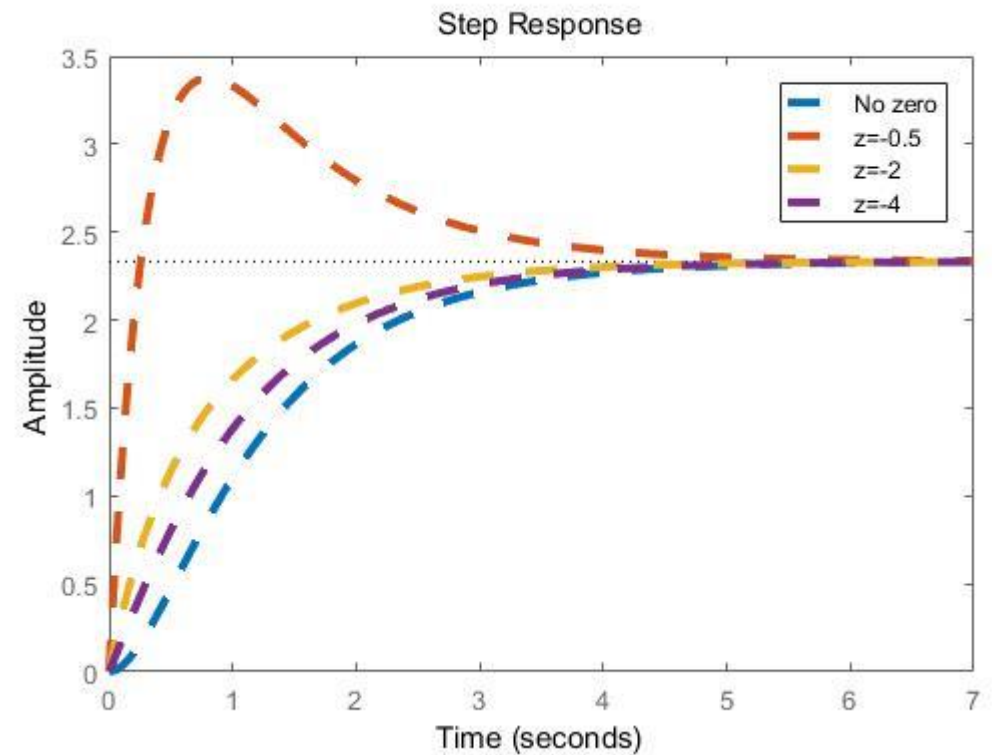 Step Response
3.5
3
2.5
2
1.5
1
0.5
0
Amplitude
No zero
z=-0.5
z=-2
z=-4
0 1 2 3 4 5 6 7
Time (seconds)